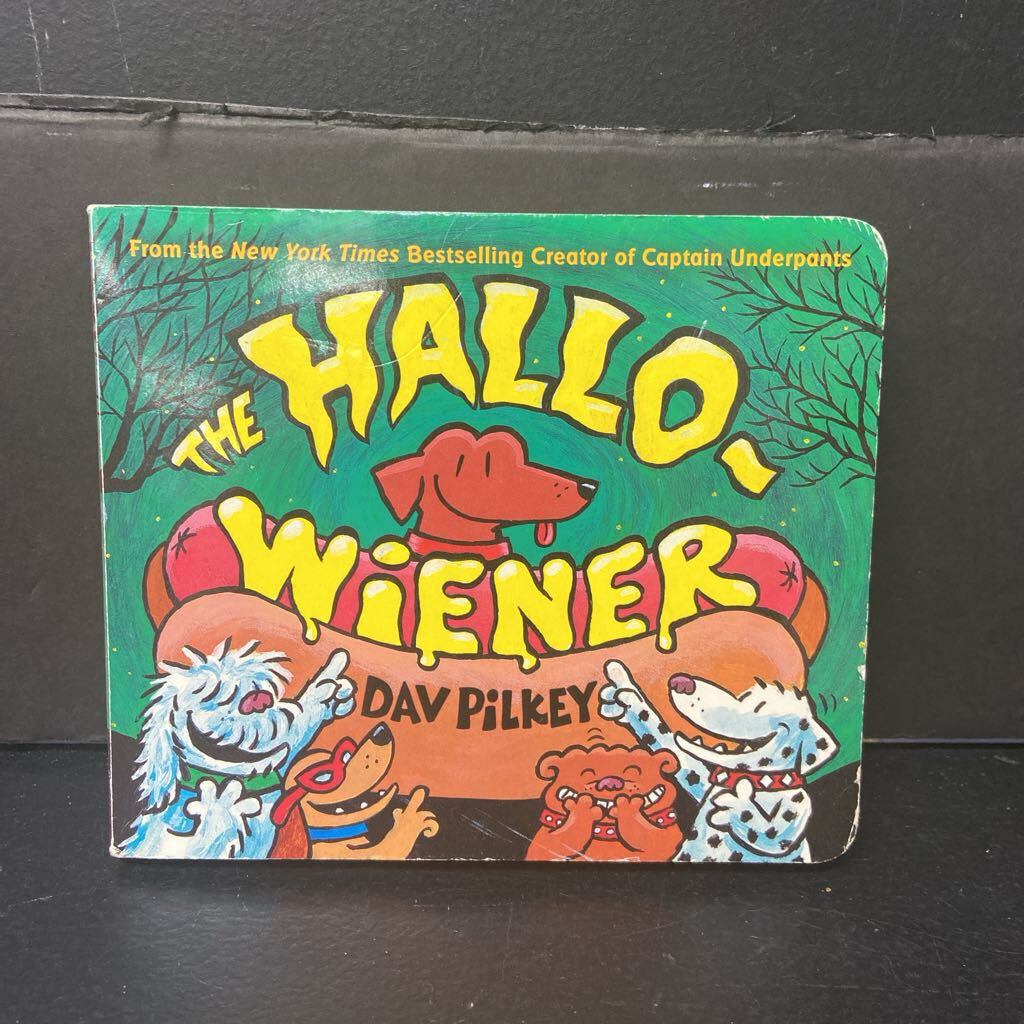 From the New York Times Bestselling Creator of Captain Underpants
THE HALLO-
WiENER
DAV PiLKEY